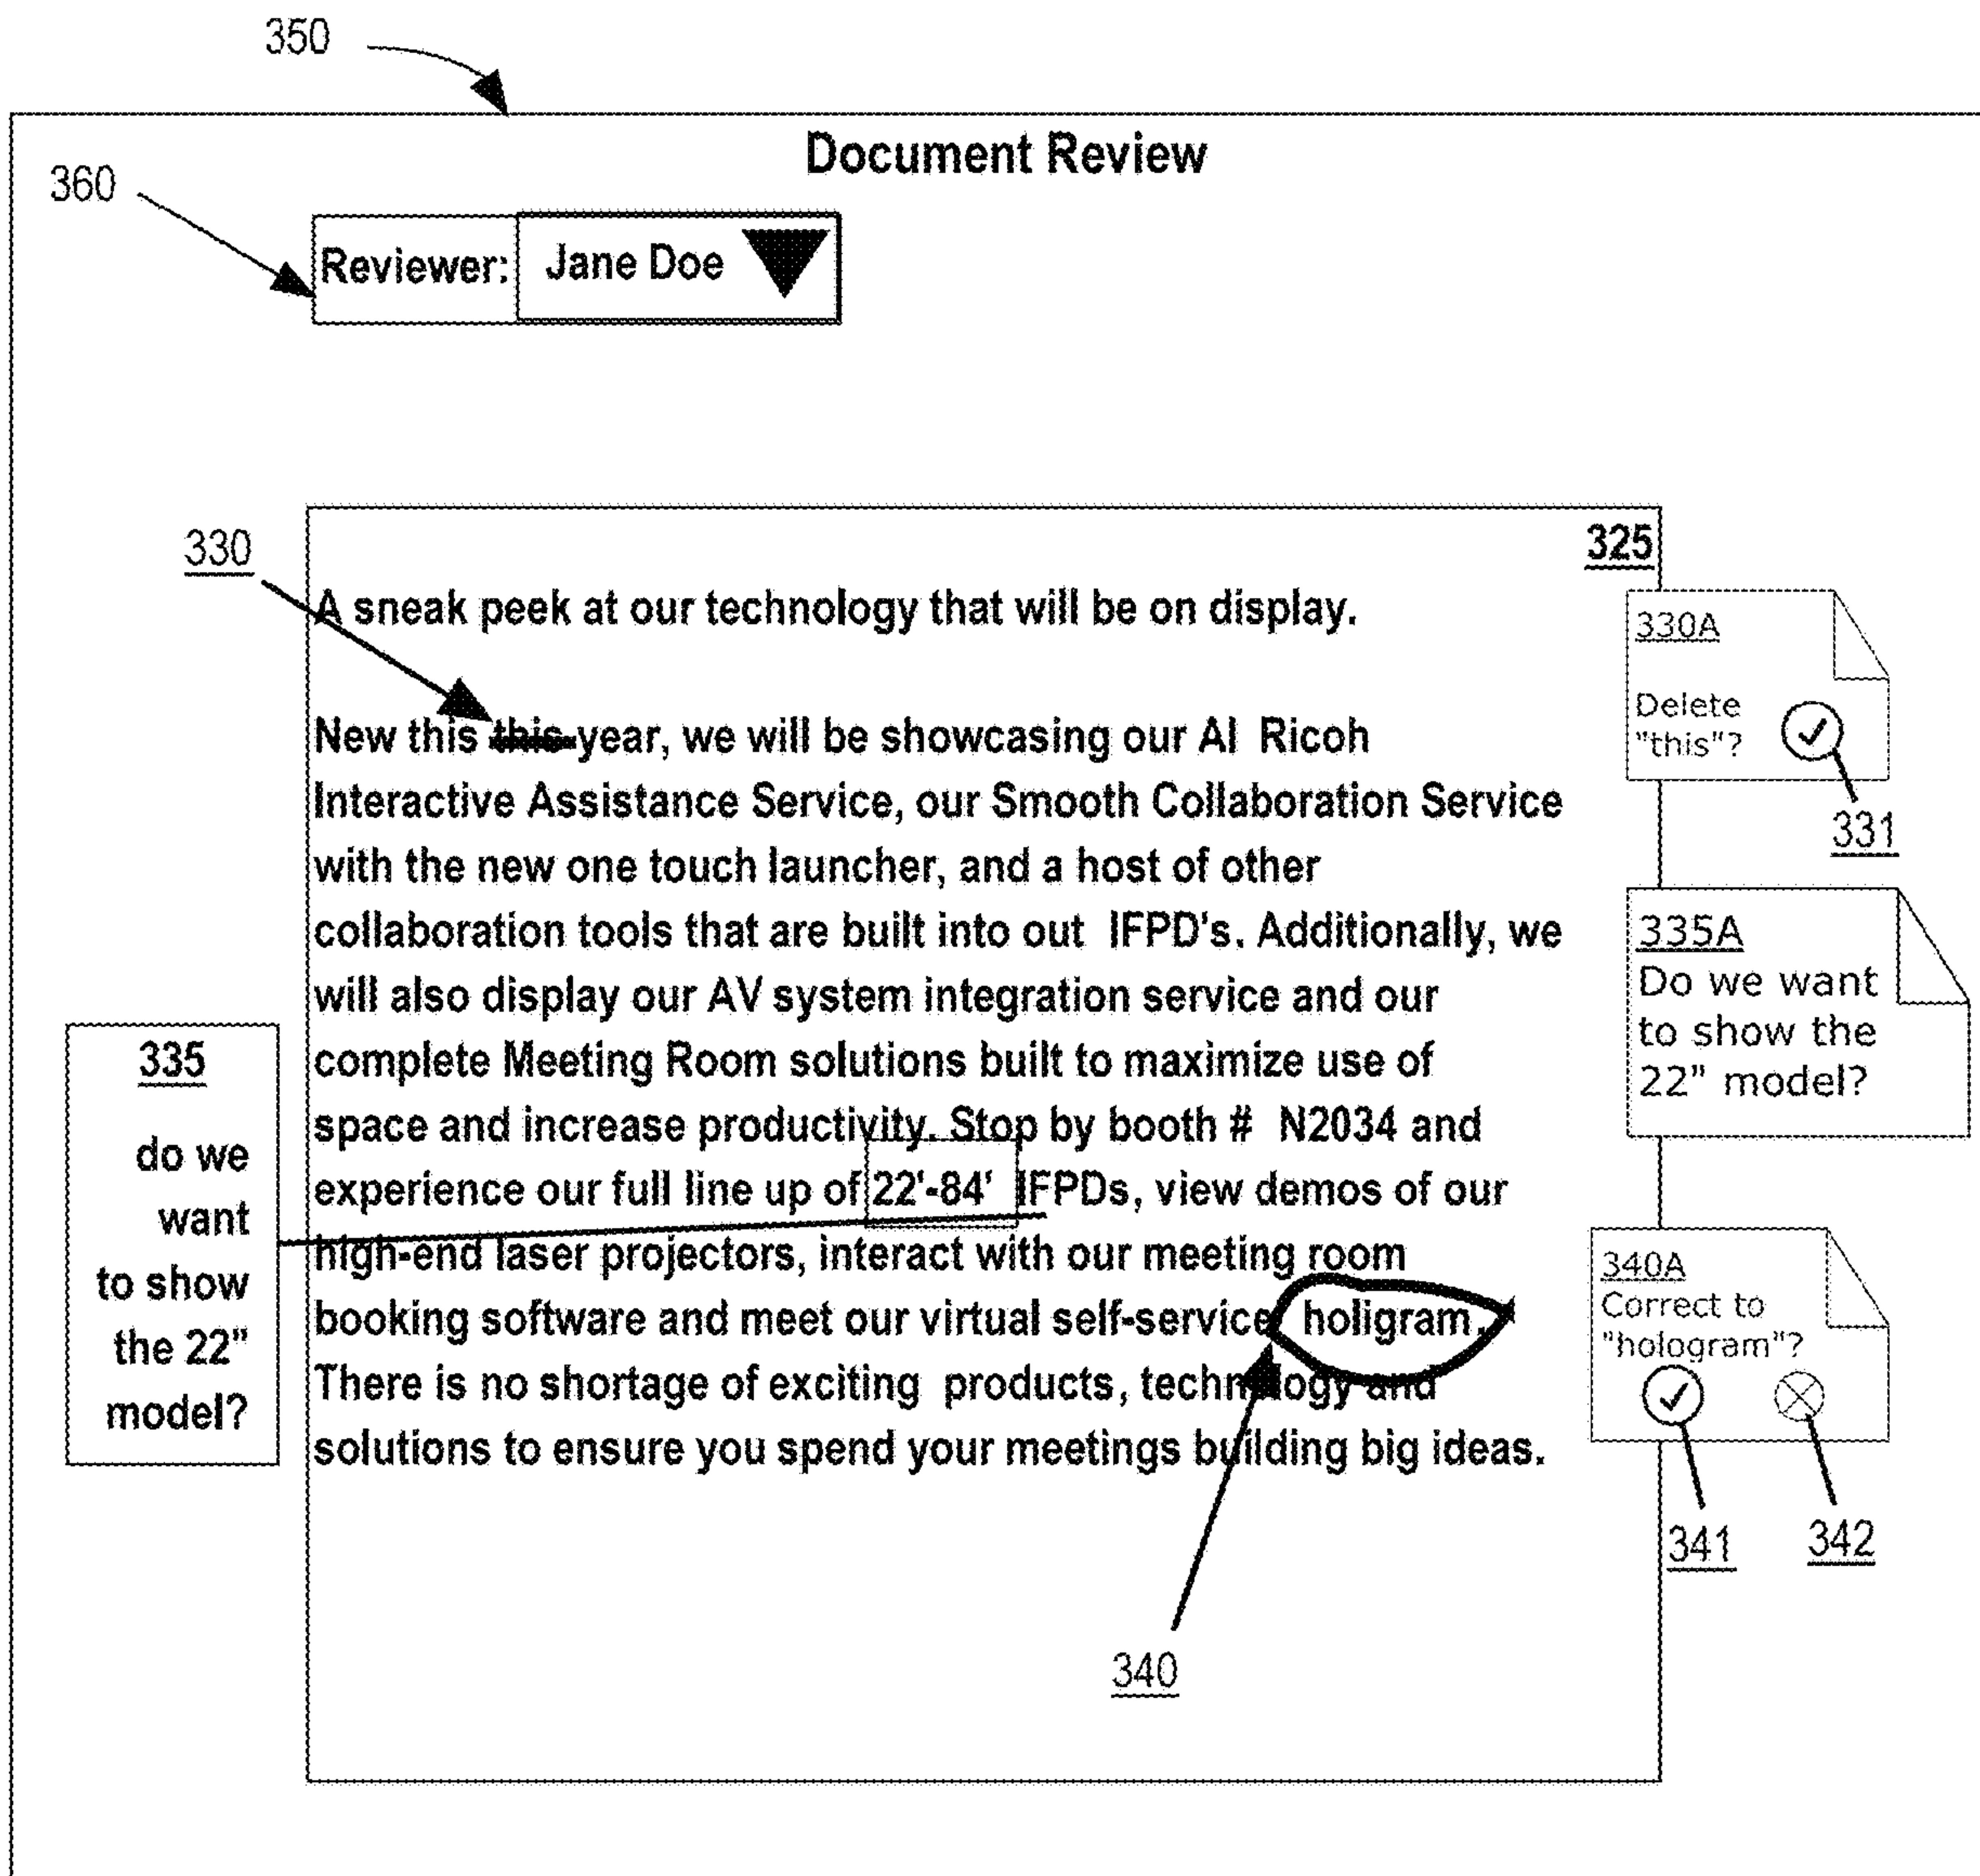 350
Document Review
360
Reviewer: Jane Doe
330
325
A sneak peek at our technology that will be on display.
New this this year, we will be showcasing our AI Ricoh
Interactive Assistance Service, our Smooth Collaboration Service
with the new one touch launcher, and a host of other
collaboration tools that are built into out IFPD's. Additionally, we
will also display our AV system integration service and our
complete Meeting Room solutions built to maximize use of
space and increase productivity. Stop by booth # N2034 and
experience our full line up of 22'-84' IFPDs, view demos of our
high-end laser projectors, interact with our meeting room
booking software and meet our virtual self-service holigram.
There is no shortage of exciting products, technology and
solutions to ensure you spend your meetings building big ideas.
335
do we
want
to show
the 22"
model?
330A
Delete
"this"?
331
335A
Do we want
to show the
22" model?
340A
Correct to
"hologram"?
341
342
340